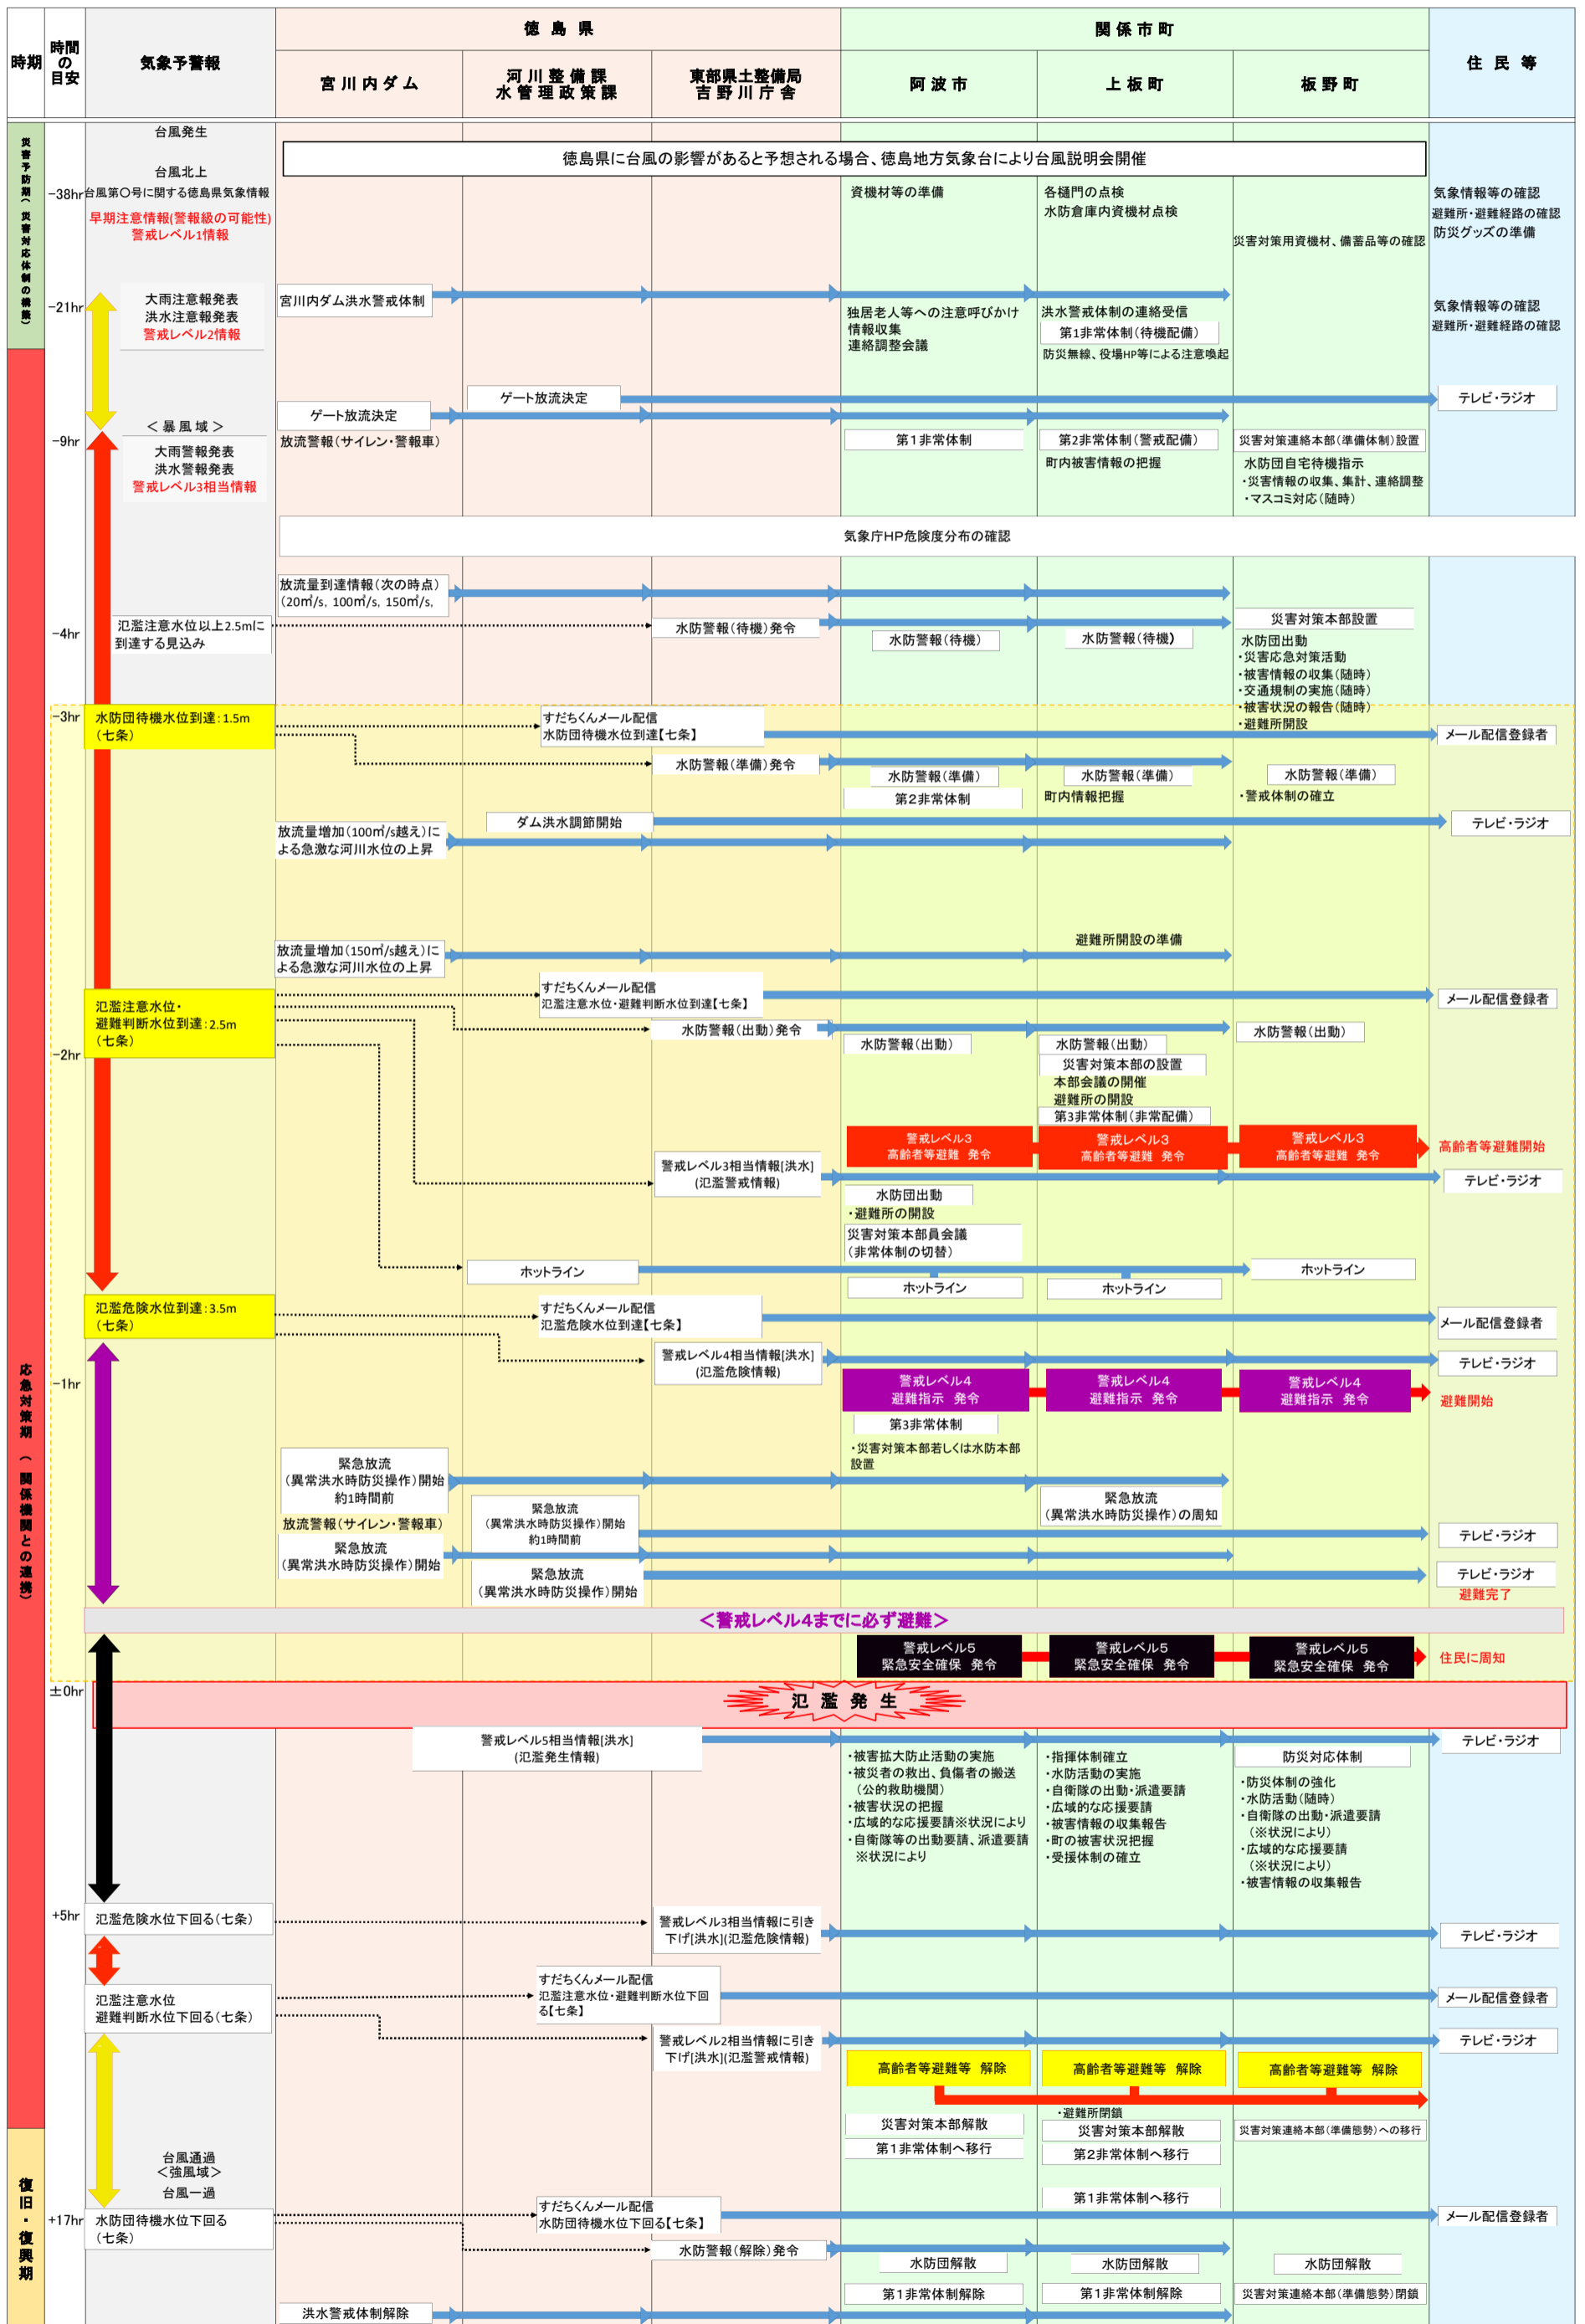 時期
時間
の
目安
気象予警報
徳 島 県
宮川内ダム
河川整備課
水管理政策課
東部県土整備局
吉野川庁舎
関係市町
阿波市
上板町
板野町
住 民 等
災害予防期(災害対応体制の構築)
応急対策期 (関係機関との連携)
復旧・復興期
台風発生
徳島県に台風の影響があると予想される場合、徳島地方気象台により台風説明会開催
台風北上
-38hr
台風第〇号に関する徳島県気象情報
早期注意情報(警報級の可能性)
警戒レベル1情報
資機材等の準備
各樋門の点検
水防倉庫内資機材点検
災害対策用資機材、備蓄品等の確認
気象情報等の確認
避難所・避難経路の確認
防災グッズの準備
-21hr
大雨注意報発表
洪水注意報発表
警戒レベル2情報
宮川内ダム洪水警戒体制
独居老人等への注意呼びかけ
情報収集
連絡調整会議
洪水警戒体制の連絡受信
第1非常体制(待機配備)
防災無線、役場HP等による注意喚起
気象情報等の確認
避難所・避難経路の確認
ゲート放流決定
テレビ・ラジオ
ゲート放流決定
放流警報(サイレン・警報車)
-9hr
<暴風域>
大雨警報発表
洪水警報発表
警戒レベル3相当情報
第1非常体制
第2非常体制(警戒配備)
町内被害情報の把握
災害対策連絡本部(準備体制)設置
水防団自宅待機指示
・災害情報の収集、集計、連絡調整
・マスコミ対応(随時)
気象庁HP危険度分布の確認
放流量到達情報(次の時点)
(20㎥/s，100㎥/s，150㎥/s，
-4hr
氾濫注意水位以上2.5mに
到達する見込み
水防警報(待機)発令
水防警報(待機)
水防警報(待機)
災害対策本部設置
水防団出動
・災害応急対策活動
・被害情報の収集(随時)
・交通規制の実施(随時)
・被害状況の報告(随時)
・避難所開設
-3hr
水防団待機水位到達：1.5m
(七条)
すだちくんメール配信
水防団待機水位到達【七条】
メール配信登録者
水防警報(準備)発令
水防警報(準備)
第2非常体制
水防警報(準備)
町内情報把握
水防警報(準備)
・警戒体制の確立
ダム洪水調節開始
テレビ・ラジオ
放流量増加(100㎥/s越え)に
よる急激な河川水位の上昇
放流量増加(150㎥/s越え)に
よる急激な河川水位の上昇
避難所開設の準備
氾濫注意水位・
避難判断水位到達：2.5m
(七条)
すだちくんメール配信
氾濫注意水位・避難判断水位到達【七条】
メール配信登録者
-2hr
水防警報(出動)発令
水防警報(出動)
水防警報(出動)
災害対策本部の設置
本部会議の開催
避難所の開設
第3非常体制(非常配備)
水防警報(出動)
警戒レベル3
高齢者等避難 発令
警戒レベル3
高齢者等避難 発令
警戒レベル3
高齢者等避難 発令
高齢者等避難開始
警戒レベル3相当情報[洪水]
(氾濫警戒情報)
テレビ・ラジオ
水防団出動
・避難所の開設
災害対策本部員会議
(非常体制の切替)
ホットライン
ホットライン
ホットライン
ホットライン
氾濫危険水位到達：3.5m
(七条)
すだちくんメール配信
氾濫危険水位到達【七条】
メール配信登録者
-1hr
警戒レベル4相当情報[洪水]
(氾濫危険情報)
テレビ・ラジオ
警戒レベル4
避難指示 発令
警戒レベル4
避難指示 発令
警戒レベル4
避難指示 発令
避難開始
第3非常体制
・災害対策本部若しくは水防本部
設置
緊急放流
(異常洪水時防災操作)開始
約1時間前
緊急放流
(異常洪水時防災操作)の周知
放流警報(サイレン・警報車)
緊急放流
(異常洪水時防災操作)開始
約1時間前
テレビ・ラジオ
緊急放流
(異常洪水時防災操作)開始
緊急放流
(異常洪水時防災操作)開始
テレビ・ラジオ
避難完了
<警戒レベル4までに必ず避難>
警戒レベル5
緊急安全確保 発令
警戒レベル5
緊急安全確保 発令
警戒レベル5
緊急安全確保 発令
住民に周知
±0hr
氾 濫 発 生
警戒レベル5相当情報[洪水]
(氾濫発生情報)
テレビ・ラジオ
・被害拡大防止活動の実施
・被災者の救出、負傷者の搬送
(公的救助機関)
・被害状況の把握
・広域的な応援要請※状況により
・自衛隊等の出動要請、派遣要請
※状況により
・指揮体制確立
・水防活動の実施
・自衛隊の出動・派遣要請
・広域的な応援要請
・被害情報の収集報告
・町の被害状況把握
・受援体制の確立
防災対応体制
・防災体制の強化
・水防活動(随時)
・自衛隊の出動・派遣要請
(※状況により)
・広域的な応援要請
(※状況により)
・被害情報の収集報告
+5hr
氾濫危険水位下回る(七条)
警戒レベル3相当情報に引き
下げ[洪水](氾濫危険情報)
テレビ・ラジオ
氾濫注意水位
避難判断水位下回る(七条)
すだちくんメール配信
氾濫注意水位・避難判断水位下回
る【七条】
メール配信登録者
警戒レベル2相当情報に引き
下げ[洪水](氾濫警戒情報)
テレビ・ラジオ
高齢者等避難等 解除
高齢者等避難等 解除
高齢者等避難等 解除
災害対策本部解散
第1非常体制へ移行
・避難所閉鎖
災害対策本部解散
第2非常体制へ移行
災害対策連絡本部(準備態勢)への移行
台風通過
<強風域>
台風一過
第1非常体制へ移行
+17hr
水防団待機水位下回る
(七条)
すだちくんメール配信
水防団待機水位下回る【七条】
メール配信登録者
水防警報(解除)発令
水防団解散
水防団解散
水防団解散
第1非常体制解除
第1非常体制解除
災害対策連絡本部(準備態勢)閉鎖
洪水警戒体制解除